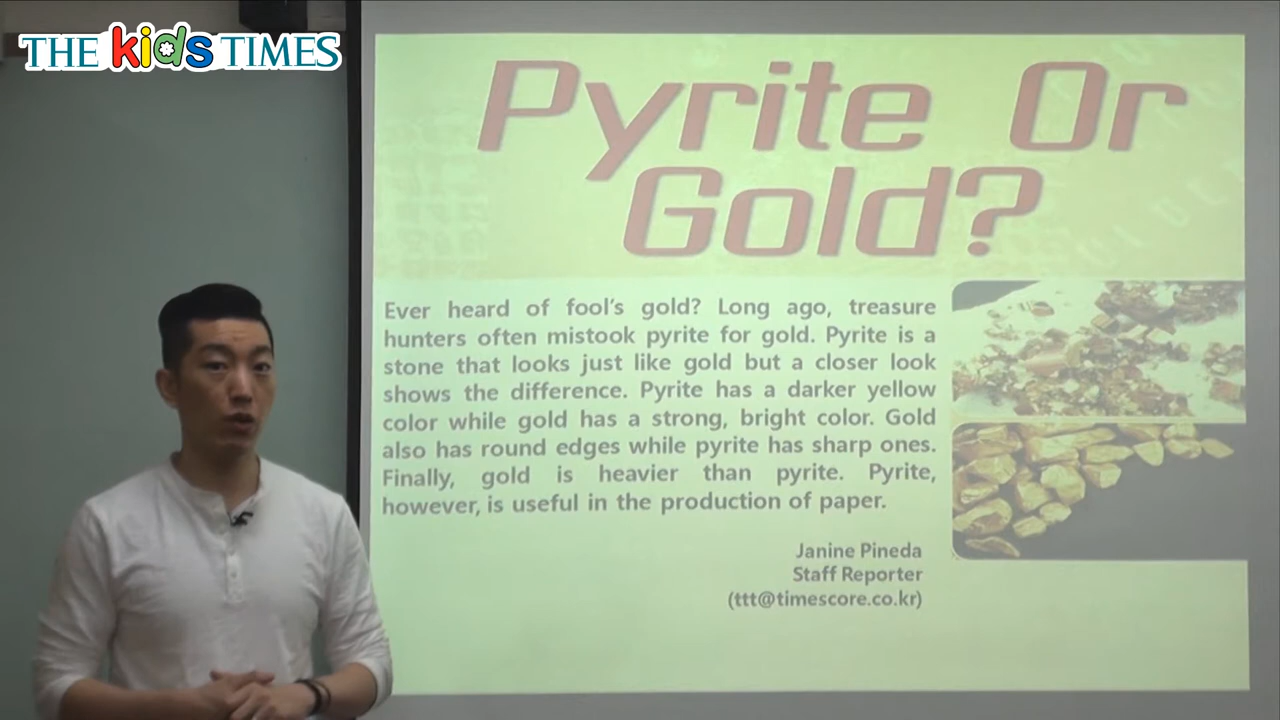 THE kids TIMES
Pyrite Or
Gold?
Ever heard of fool's gold? Long ago, treasure
hunters often mistook pyrite for gold. Pyrite is a
stone that looks just like gold but a closer look
shows the difference. Pyrite has a darker yellow
color while gold has a strong, bright color. Gold
also has round edges while pyrite has sharp ones.
Finally, gold is heavier than pyrite. Pyrite,
however, is useful in the production of paper.
Janine Pineda
Staff Reporter
(ttt@timescore.co.kr)